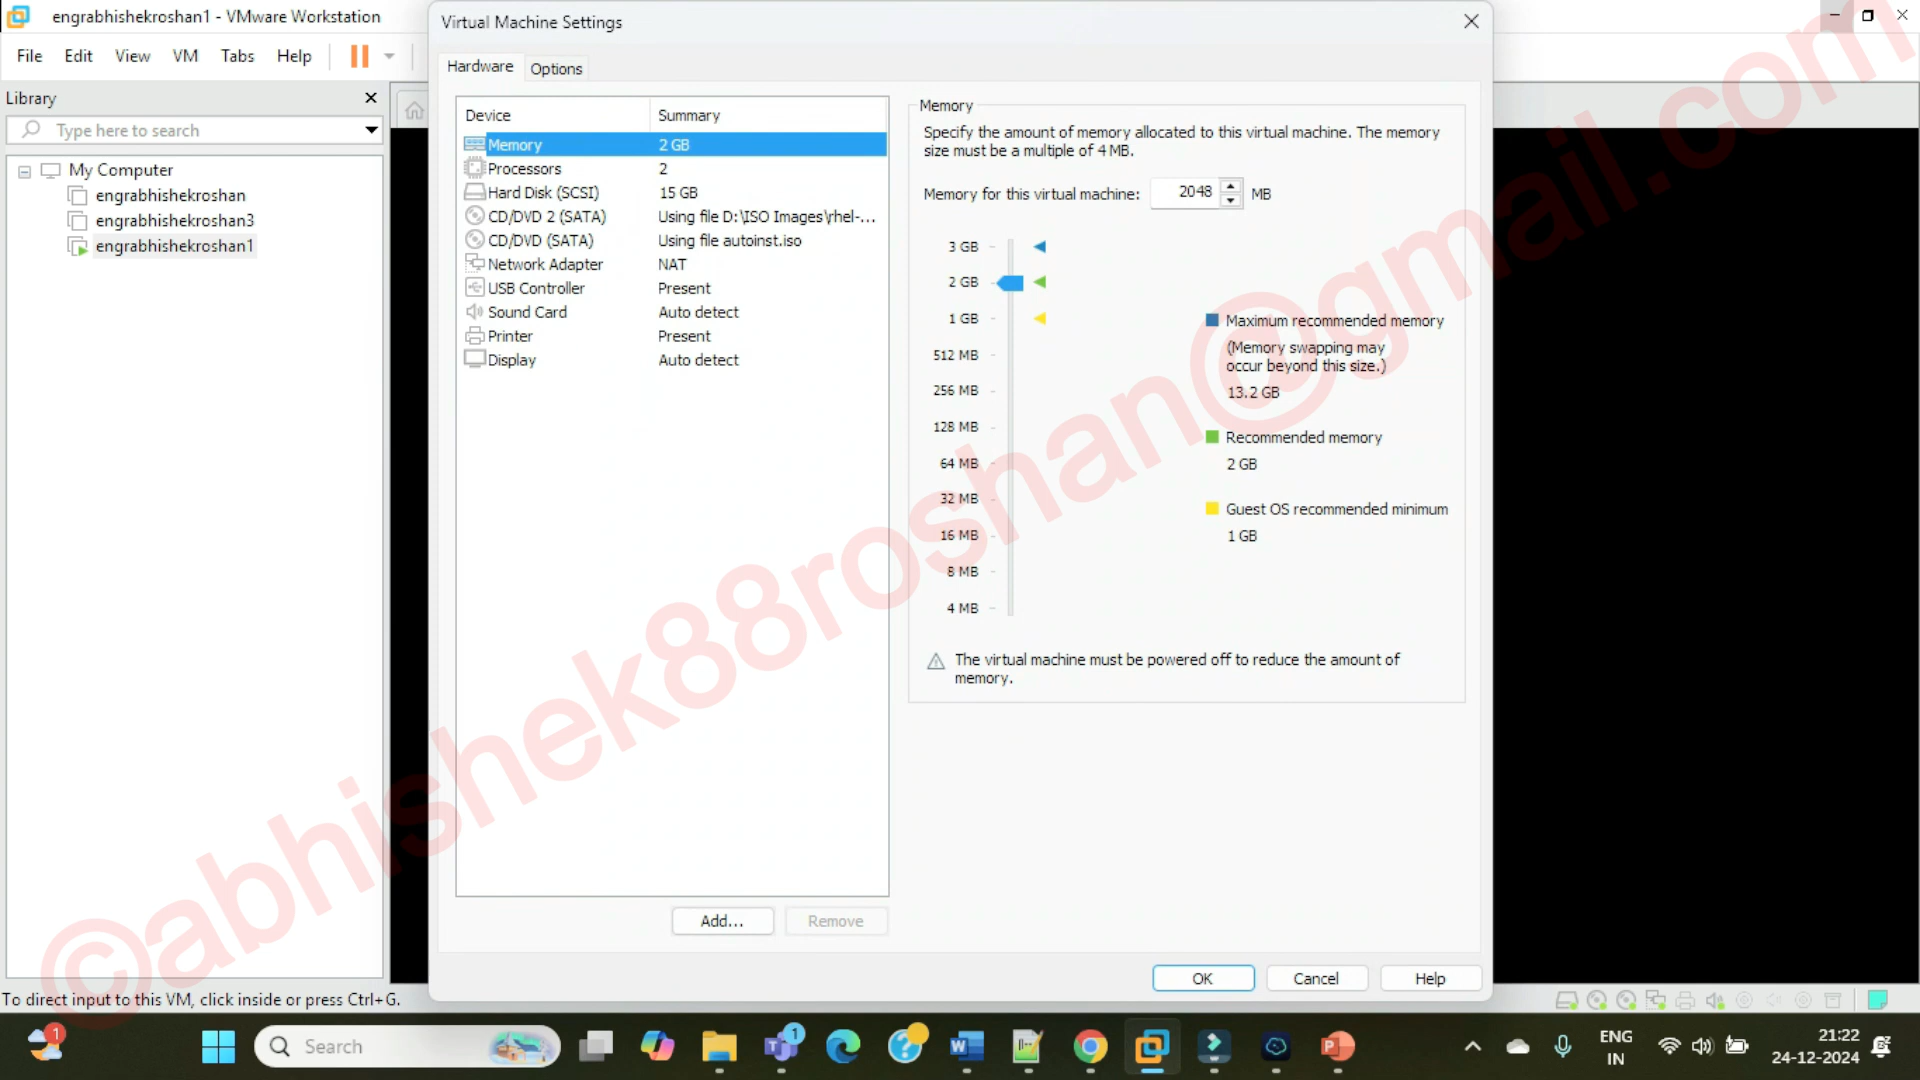 engrabhishekroshan1 - VMware Workstation
File Edit View VM Tabs Help
Library
Type here to search
My Computer
engrabhishekroshan
engrabhishekroshan3
engrabhishekroshan1
Virtual Machine Settings
Hardware Options
Device Summary
Memory 2 GB
Processors 2
Hard Disk (SCSI) 15 GB
CD/DVD 2 (SATA) Using file D:\ISO Images\rhel-...
CD/DVD (SATA) Using file autoinst.iso
Network Adapter NAT
USB Controller Present
Sound Card Auto detect
Printer Present
Display Auto detect
Add... Remove
Memory
Specify the amount of memory allocated to this virtual machine. The memory
size must be a multiple of 4 MB.
Memory for this virtual machine: 2048 MB
3 GB
2 GB
1 GB
512 MB
256 MB
128 MB
64 MB
32 MB
16 MB
8 MB
4 MB
Maximum recommended memory
(Memory swapping may
occur beyond this size.)
13.2 GB
Recommended memory
2 GB
Guest OS recommended minimum
1 GB
The virtual machine must be powered off to reduce the amount of
memory.
OK Cancel Help
©abhishek88roshan@gmail.com
To direct input to this VM, click inside or press Ctrl+G.
1
Search
1
ENG
IN
21:22
24-12-2024